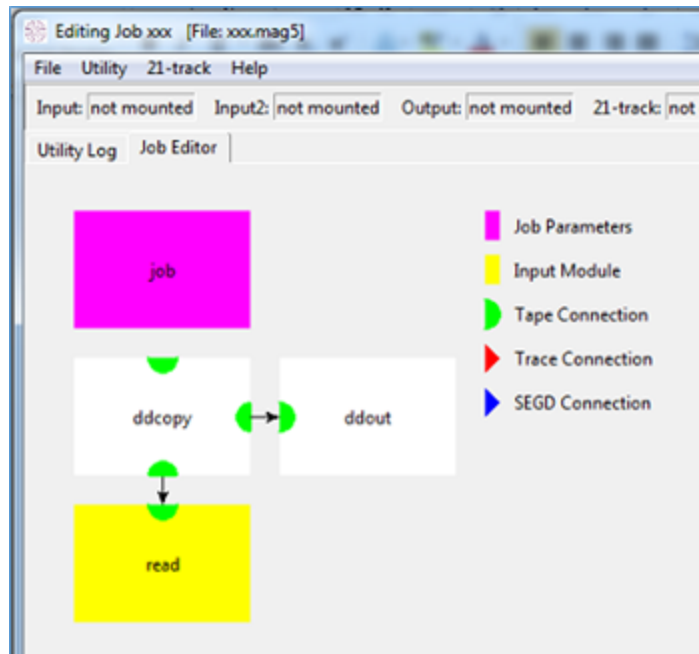 Editing Job xxx [File: xxx.mag5]
File Utility 21-track Help
Input: not mounted Input2: not mounted Output: not mounted 21-track: not
Utility Log Job Editor
job
Job Parameters
Input Module
Tape Connection
Trace Connection
SEGD Connection
ddcopy ddout
read